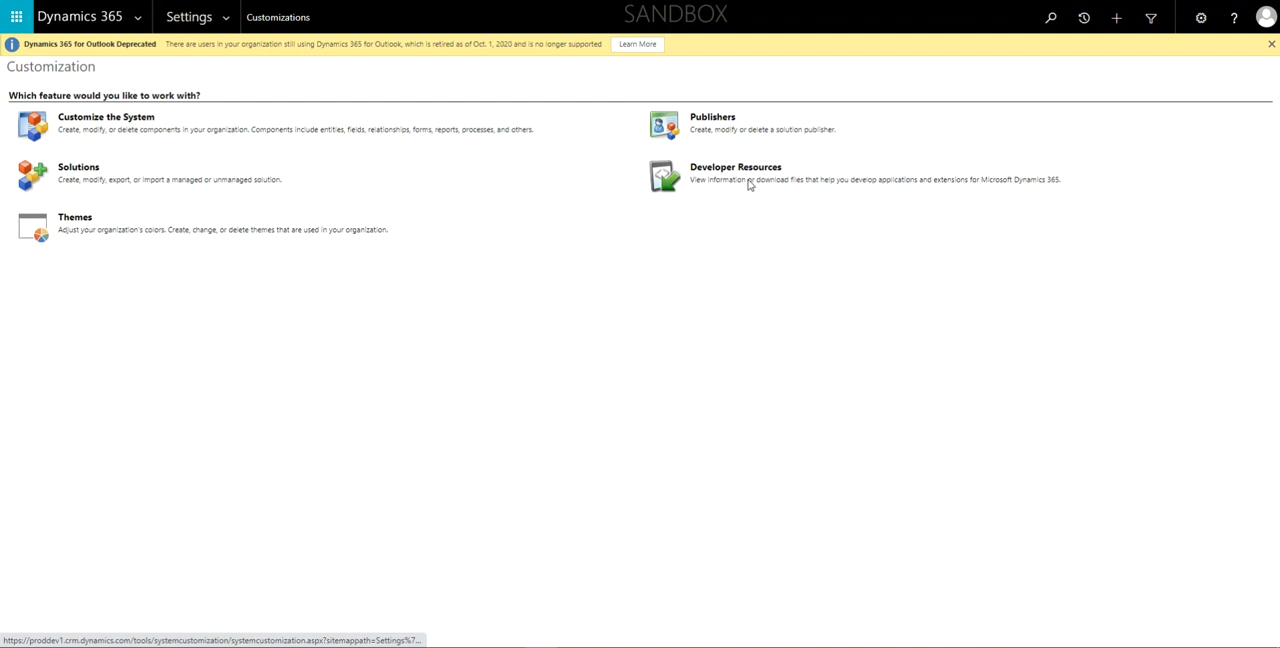 Dynamics 365 Settings Customizations SANDBOX ?
Dynamics 365 for Outlook Deprecated There are users in your organization still using Dynamics 365 for Outlook, which is retired as of Oct. 1, 2020 and is no longer supported Learn More
Customization
Which feature would you like to work with?
Customize the System
Create, modify, or delete components in your organization. Components include entities, fields, relationships, forms, reports, processes, and others.
Publishers
Create, modify or delete a solution publisher.
Solutions
Create, modify, export, or import a managed or unmanaged solution.
Developer Resources
View information or download files that help you develop applications and extensions for Microsoft Dynamics 365.
Themes
Adjust your organization's colors. Create, change, or delete themes that are used in your organization.
https://proddev1.crm.dynamics.com/tools/systemcustomization/systemcustomization.aspx?sitemappath=Settings%7...